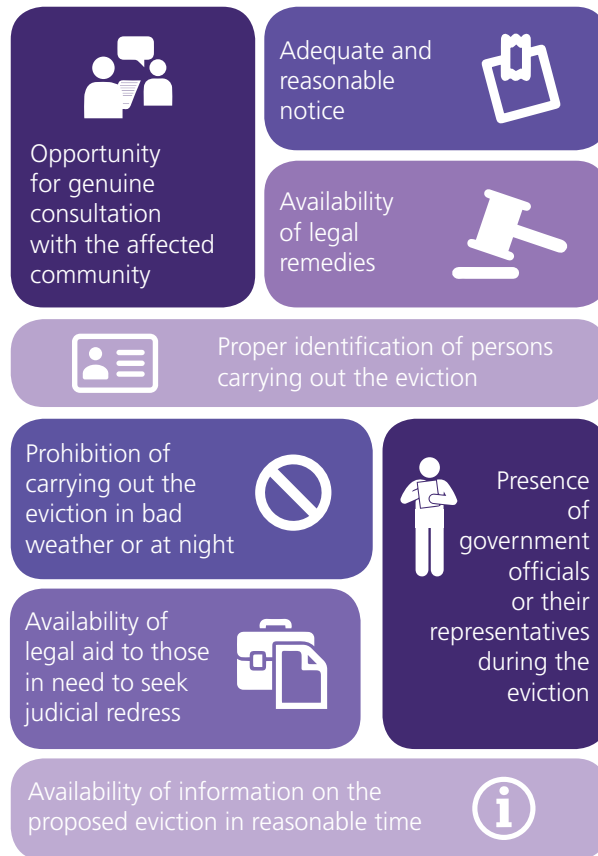 Opportunity
for genuine
consultation
with the affected
community
Adequate and
reasonable
notice
Availability
of legal
remedies
Proper identification of persons
carrying out the eviction
Prohibition of
carrying out the
eviction in bad
weather or at night
Presence
of
government
officials
or their
representatives
during the
eviction
Availability of
legal aid to those
in need to seek
judicial redress
Availability of information on the
proposed eviction in reasonable time